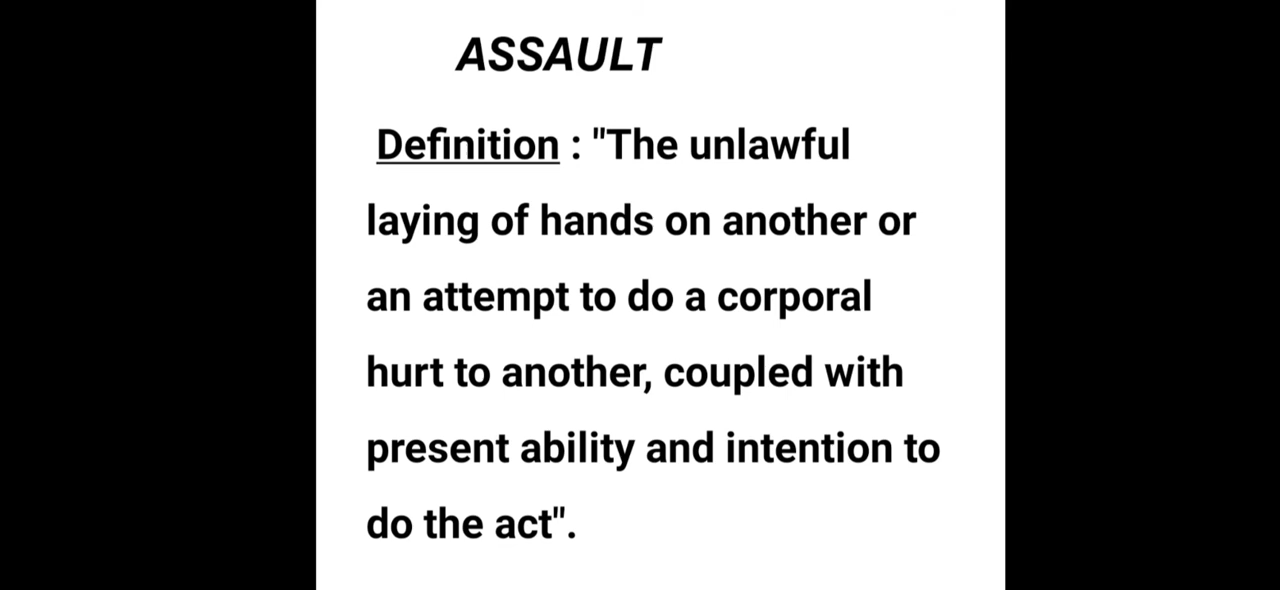 ASSAULT
Definition : "The unlawful
laying of hands on another or
an attempt to do a corporal
hurt to another, coupled with
present ability and intention to
do the act".